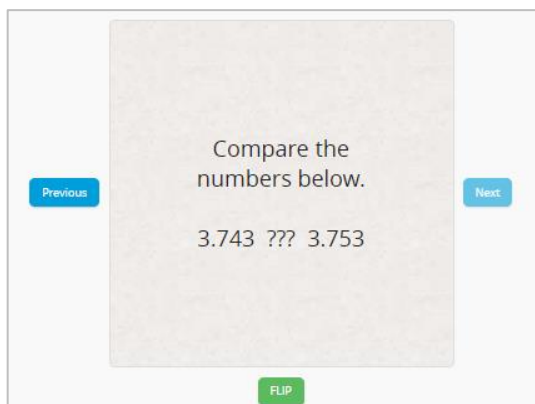 Compare the
numbers below.
Previous
Next
3.743 ??? 3.753
FLIP